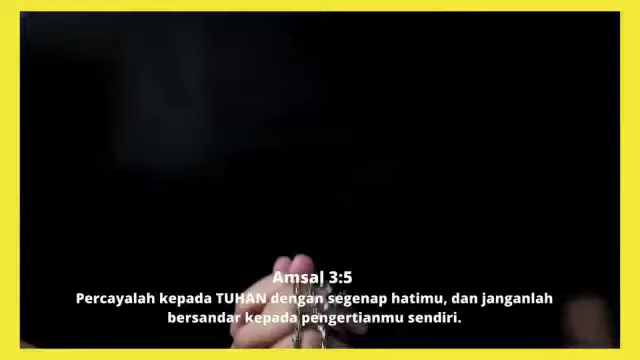 Amsal 3:5
Percayalah kepada TUHAN dengan segenap hatimu, dan janganlah
bersandar kepada pengertianmu sendiri.